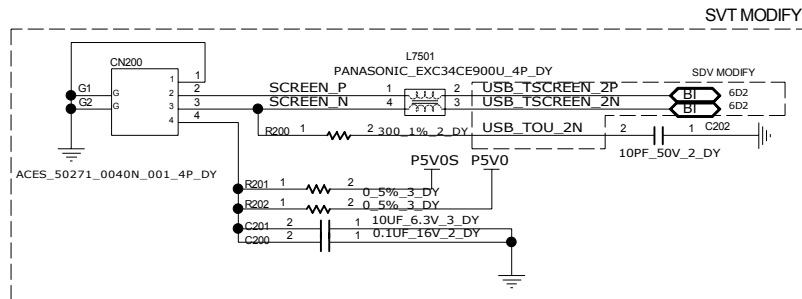 SVT MODIFY
L7501
CN200
PANASONIC_EXC34CE900U_4P_DY
SDV MODIFY
1 1
G1 G 2 2 SCREEN_P 1 2 USB_TSCREEN_2P BI 6D2
G2 G 3 3 SCREEN_N 4 3 USB_TSCREEN_2N BI 6D2
4 4
R200 1 2 300_1%_2_DY USB_TOU_2N 2 1 C202
10PF_50V_2_DY
P5V0S P5V0
ACES_50271_0040N_001_4P_DY
R201 1 2
0_5%_3_DY
R202 1 2
0_5%_3_DY
C201 2 1 10UF_6.3V_3_DY
C200 2 1 0.1UF_16V_2_DY